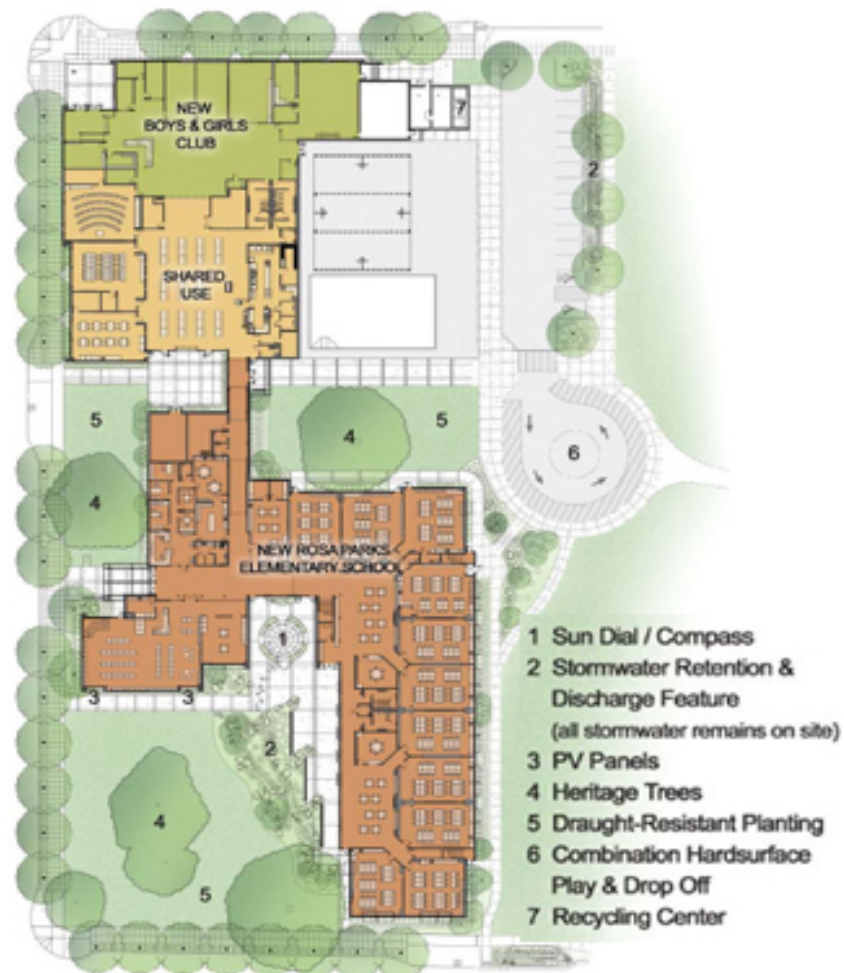 NEW
BOYS & GIRLS
CLUB
7
2
SHARED
USE
5
4
5
4
6
NEW ROSA PARKS
ELEMENTARY SCHOOL
1
3
3
2
4
5
1 Sun Dial / Compass
2 Stormwater Retention &
Discharge Feature
(all stormwater remains on site)
3 PV Panels
4 Heritage Trees
5 Draught-Resistant Planting
6 Combination Hardsurface
Play & Drop Off
7 Recycling Center